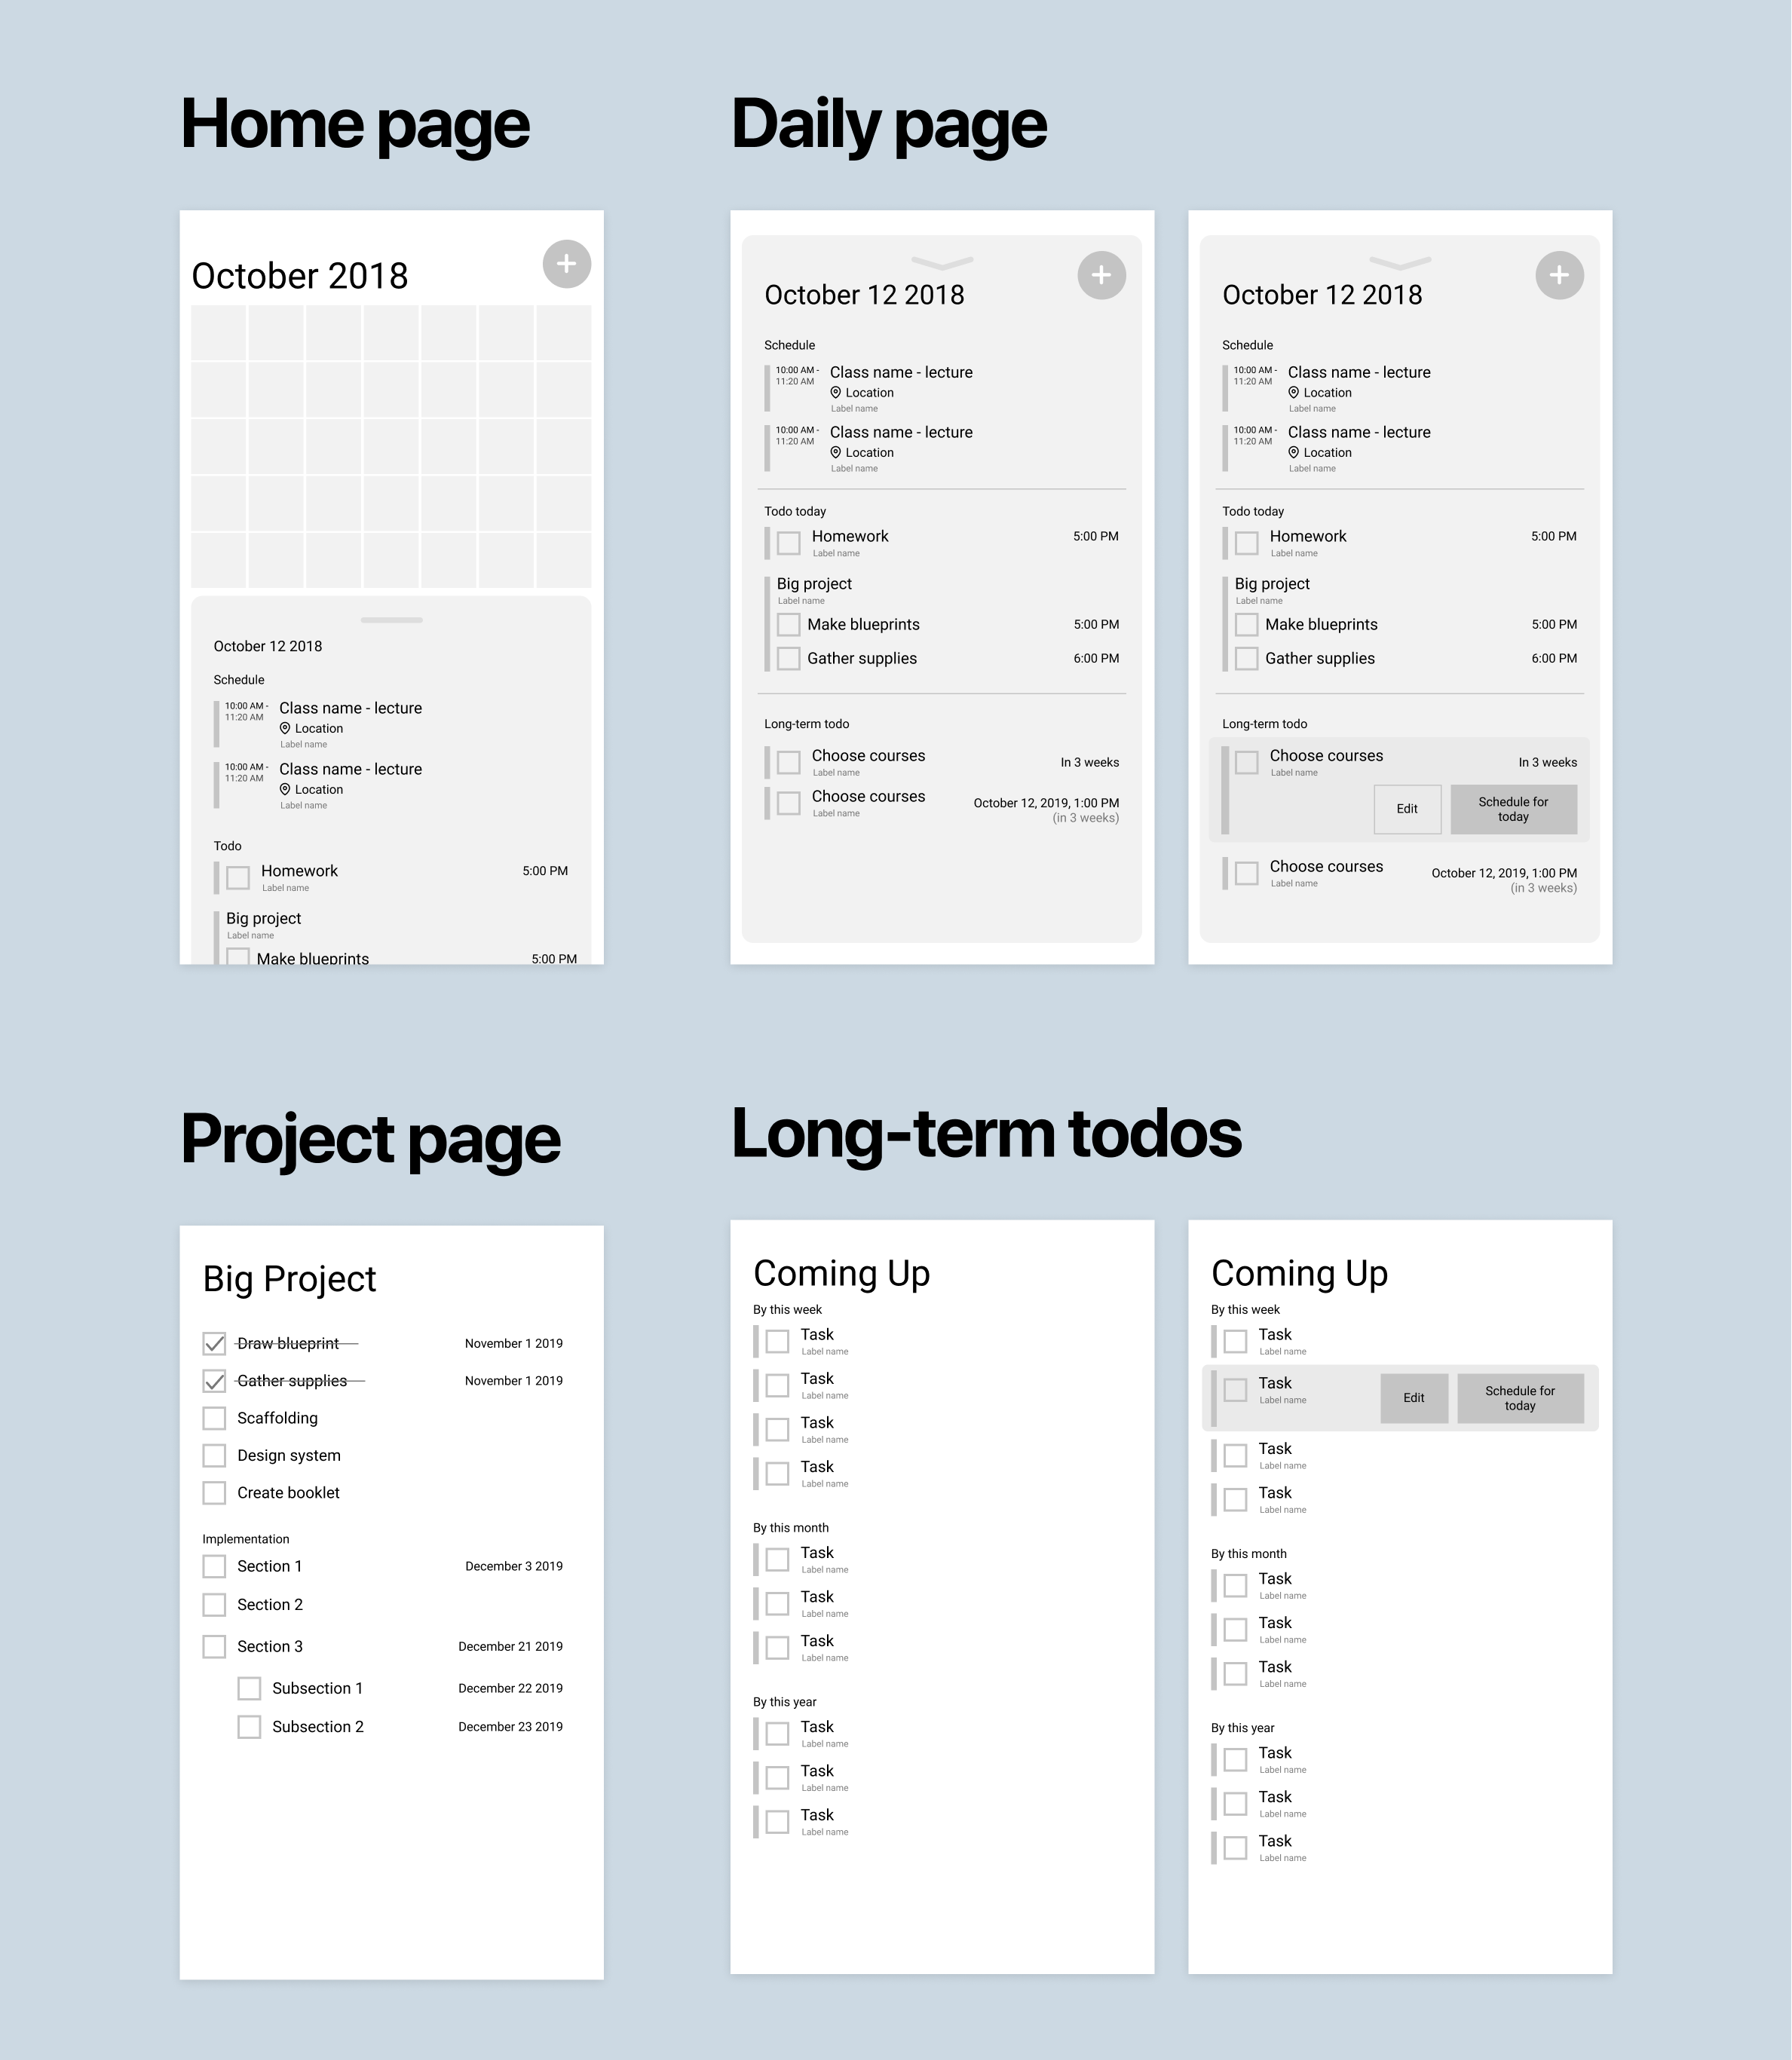 Home page
October 2018
October 12 2018
Schedule
10:00 AM - Class name - lecture
11:20 AM
Location
Label name
10:00 AM - Class name - lecture
11:20 AM
Location
Label name
Todo
Homework 5:00 PM
Label name
Big project
Label name
Make blueprints 5:00 PM
Daily page
October 12 2018
Schedule
10:00 AM - Class name - lecture
11:20 AM
Location
Label name
10:00 AM - Class name - lecture
11:20 AM
Location
Label name
Todo today
Homework 5:00 PM
Label name
Big project
Label name
Make blueprints 5:00 PM
Gather supplies 6:00 PM
Long-term todo
Choose courses In 3 weeks
Label name
Choose courses October 12, 2019, 1:00 PM
Label name (in 3 weeks)
October 12 2018
Schedule
10:00 AM - Class name - lecture
11:20 AM
Location
Label name
10:00 AM - Class name - lecture
11:20 AM
Location
Label name
Todo today
Homework 5:00 PM
Label name
Big project
Label name
Make blueprints 5:00 PM
Gather supplies 6:00 PM
Long-term todo
Choose courses In 3 weeks
Label name
Edit Schedule for
today
Choose courses October 12, 2019, 1:00 PM
Label name (in 3 weeks)
Project page
Big Project
Draw blueprint November 1 2019
Gather supplies November 1 2019
Scaffolding
Design system
Create booklet
Implementation
Section 1 December 3 2019
Section 2
Section 3 December 21 2019
Subsection 1 December 22 2019
Subsection 2 December 23 2019
Long-term todos
Coming Up
By this week
Task
Label name
Task
Label name
Task
Label name
Task
Label name
By this month
Task
Label name
Task
Label name
Task
Label name
By this year
Task
Label name
Task
Label name
Task
Label name
Coming Up
By this week
Task
Label name
Task
Label name
Edit Schedule for
today
Task
Label name
Task
Label name
By this month
Task
Label name
Task
Label name
Task
Label name
By this year
Task
Label name
Task
Label name
Task
Label name